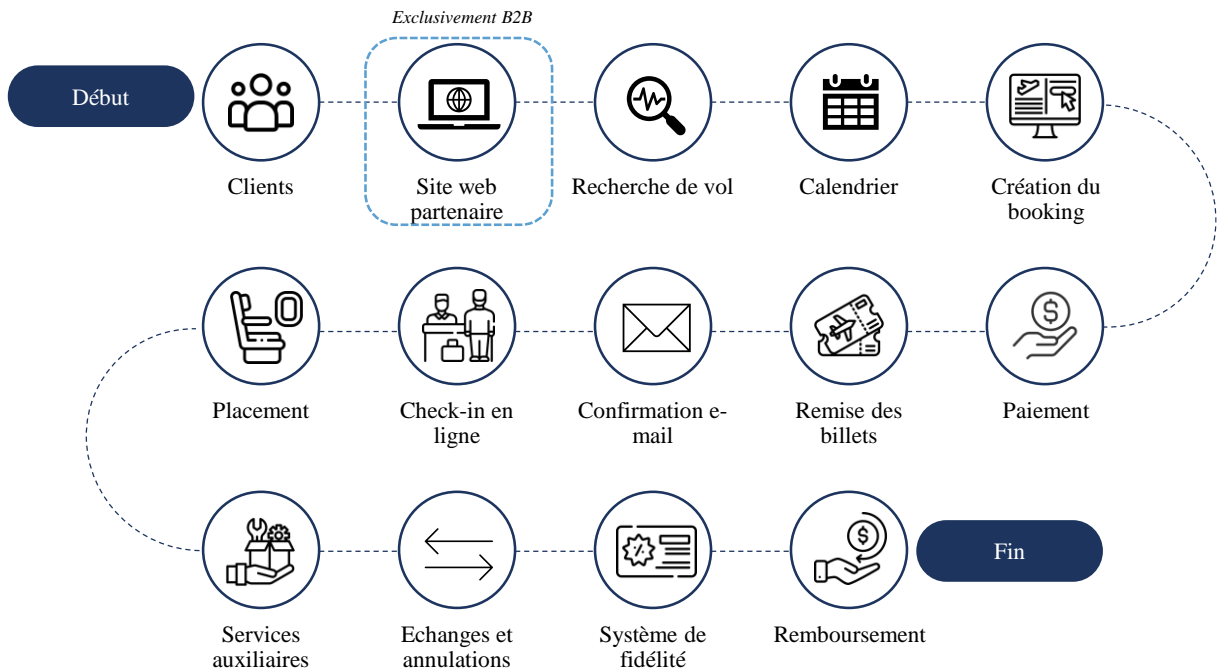 Exclusivement B2B
Début
Clients
Site web
partenaire
Recherche de vol
Calendrier
Création du
booking
Placement
Check-in en
ligne
Confirmation e-
mail
Remise des
billets
Paiement
Services
auxiliaires
Echanges et
annulations
Système de
fidélité
Remboursement
Fin